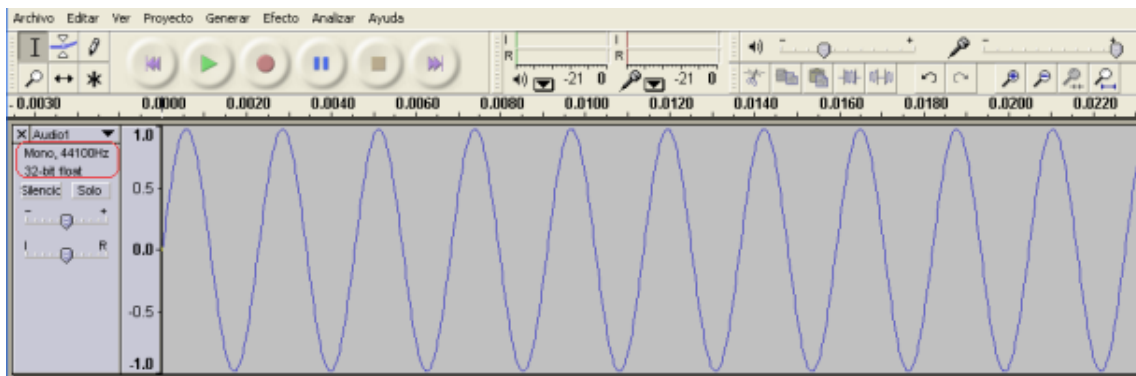 Archivo Editar Ver Proyecto Generar Efecto Analizar Ayuda
I R I R
-21 0 -21 0
- +
- +
- 0.0030 0.0000 0.0020 0.0040 0.0060 0.0080 0.0100 0.0120 0.0140 0.0160 0.0180 0.0200 0.0220
X Audio1 1.0
Mono, 44100Hz
32-bit float
Silencic Solo 0.5
- +
I R 0.0
-0.5
-1.0